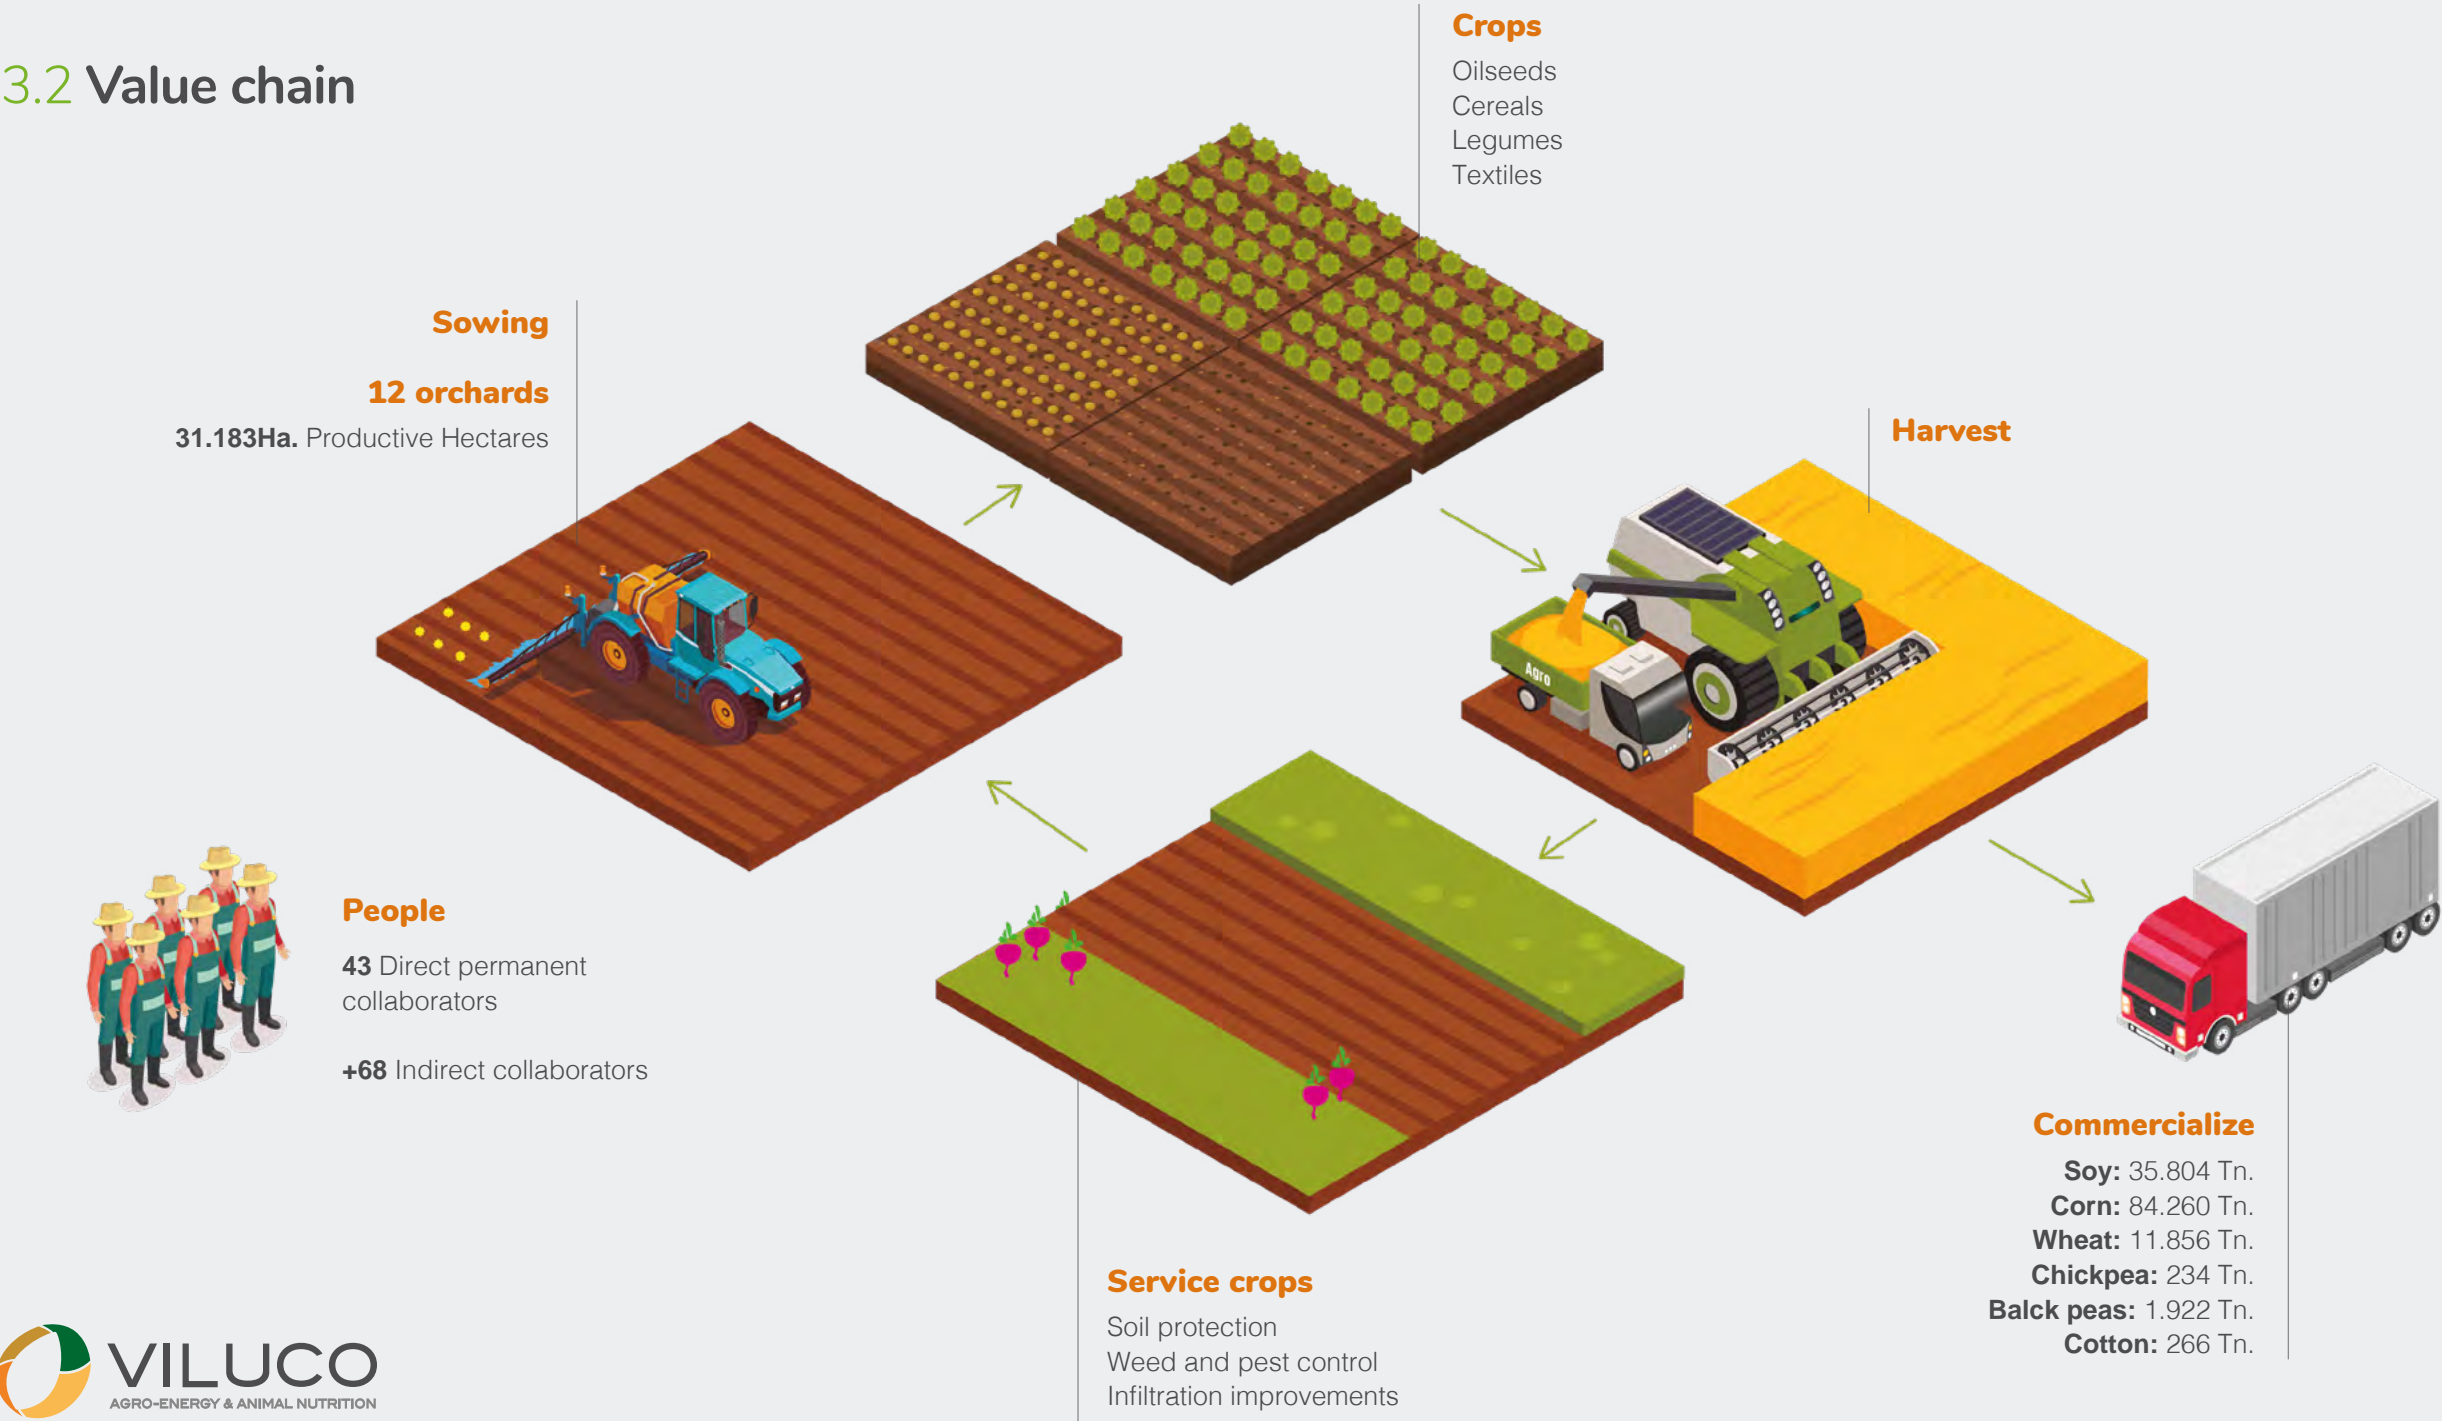 3.2 Value chain
Crops
Oilseeds
Cereals
Legumes
Textiles
Sowing
12 orchards
31.183Ha. Productive Hectares
Harvest
Agro
People
43 Direct permanent
collaborators
+68 Indirect collaborators
Commercialize
Soy: 35.804 Tn.
Corn: 84.260 Tn.
Wheat: 11.856 Tn.
Chickpea: 234 Tn.
Balck peas: 1.922 Tn.
Cotton: 266 Tn.
Service crops
Soil protection
Weed and pest control
Infiltration improvements
VILUCO
AGRO-ENERGY & ANIMAL NUTRITION